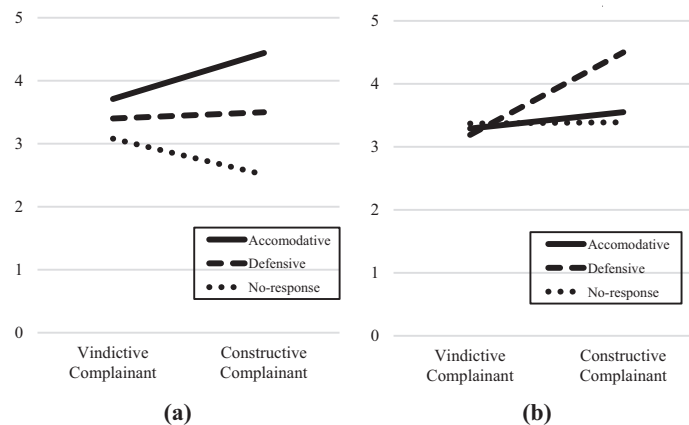 5
4
3
2
1
0
Accomodative
Defensive
No-response
Vindictive
Complainant
Constructive
Complainant
(a)
5
4
3
2
1
0
Accomodative
Defensive
No-response
Vindictive
Complainant
Constructive
Complainant
(b)